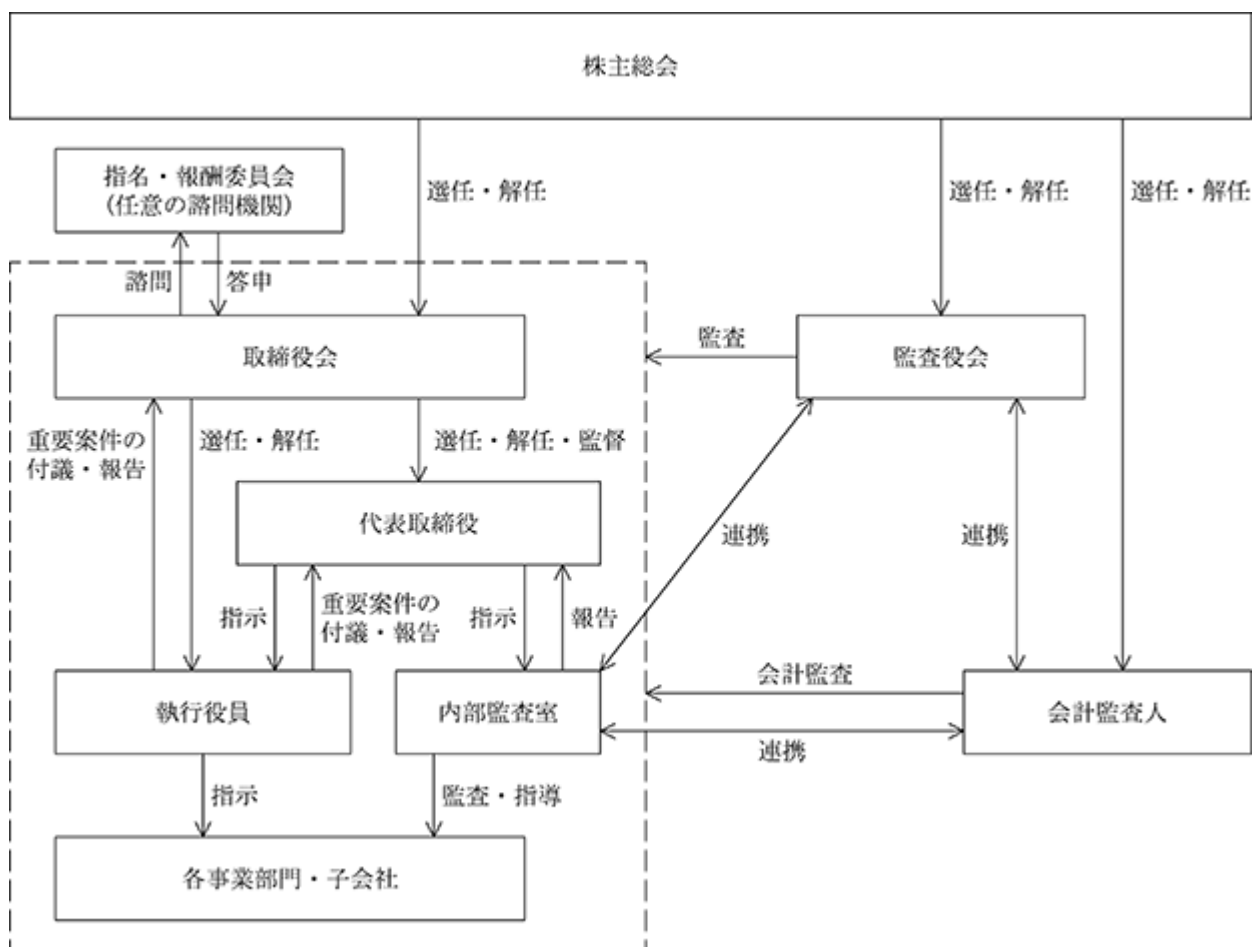 株主総会
指名・報酬委員会
(任意の諮問機関)
選任・解任
選任・解任
選任・解任
諮問
答申
取締役会
監査
監査役会
重要案件の
付議・報告
選任・解任
選任・解任・監督
代表取締役
連携
連携
指示
重要案件の
付議・報告
指示
報告
執行役員
内部監査室
会計監査
会計監査人
連携
指示
監査・指導
各事業部門・子会社